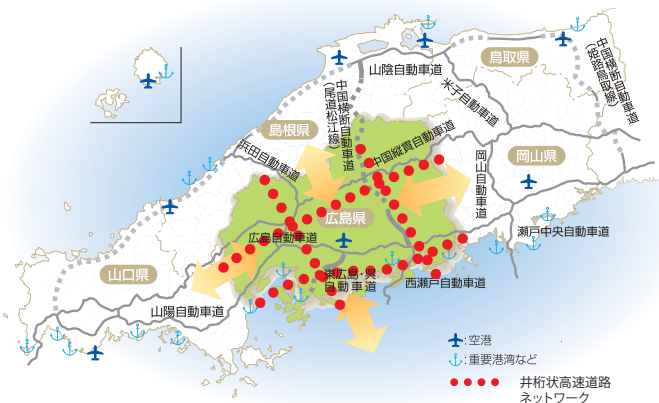 鳥取県
山陰自動車道
中国横断自動車道
(姫路鳥取線)
米子自動車道
中国横断自動車道
(尾道松江線)
島根県
浜田自動車道
中国縦貫自動車道
岡山県
岡山自動車道
広島県
広島自動車道
瀬戸中央自動車道
山口県
東広島・呉
自動車道
西瀬戸自動車道
山陽自動車道
:空港
:重要港湾など
井桁状高速道路
ネットワーク